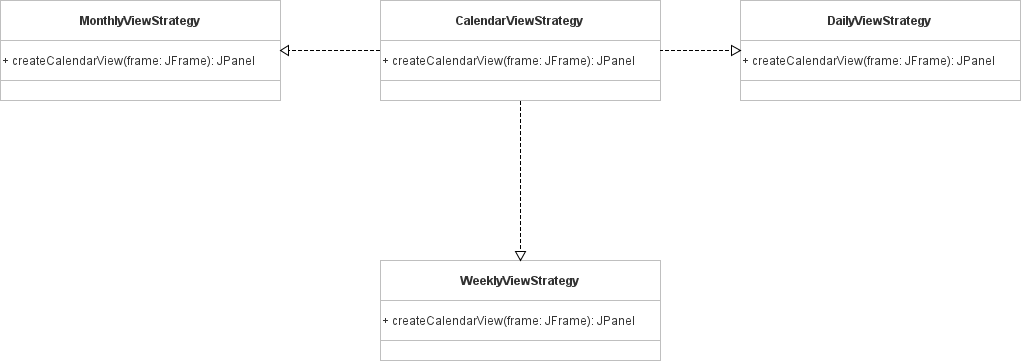 MonthlyViewStrategy
+ createCalendarView(frame: JFrame): JPanel
CalendarViewStrategy
+ createCalendarView(frame: JFrame): JPanel
DailyViewStrategy
+ createCalendarView(frame: JFrame): JPanel
WeeklyViewStrategy
+ createCalendarView(frame: JFrame): JPanel